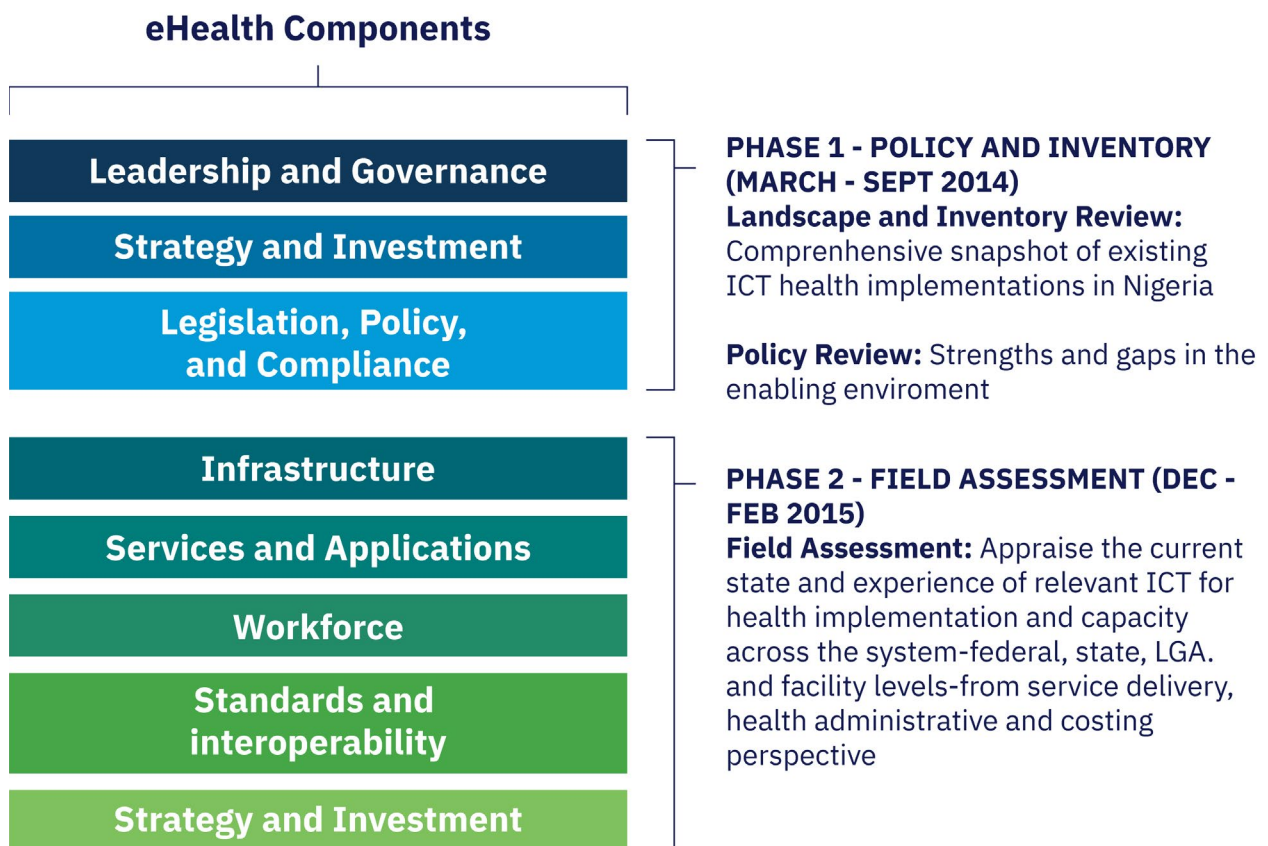 eHealth Components
Leadership and Governance
Strategy and Investment
Legislation, Policy,
and Compliance
PHASE 1 - POLICY AND INVENTORY
(MARCH - SEPT 2014)
Landscape and Inventory Review:
Comprenhensive snapshot of existing
ICT health implementations in Nigeria
Policy Review: Strengths and gaps in the
enabling enviroment
Infrastructure
Services and Applications
Workforce
Standards and
interoperability
Strategy and Investment
PHASE 2 - FIELD ASSESSMENT (DEC -
FEB 2015)
Field Assessment: Appraise the current
state and experience of relevant ICT for
health implementation and capacity
across the system-federal, state, LGA.
and facility levels-from service delivery,
health administrative and costing
perspective